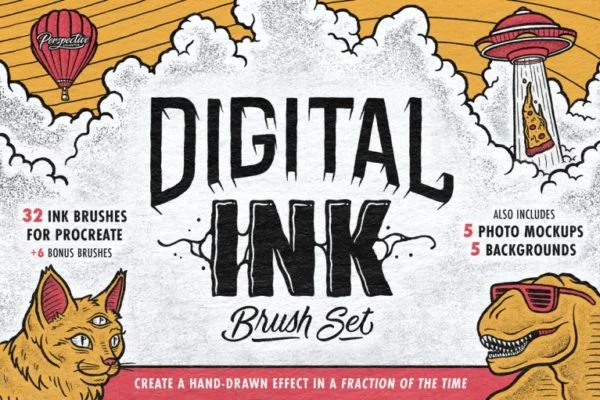 Perspective
DIGITAL
INK
Brush Set
32 INK BRUSHES
FOR PROCREATE
+6 BONUS BRUSHES
ALSO INCLUDES
5 PHOTO MOCKUPS
5 BACKGROUNDS
CREATE A HAND-DRAWN EFFECT IN A FRACTION OF THE TIME